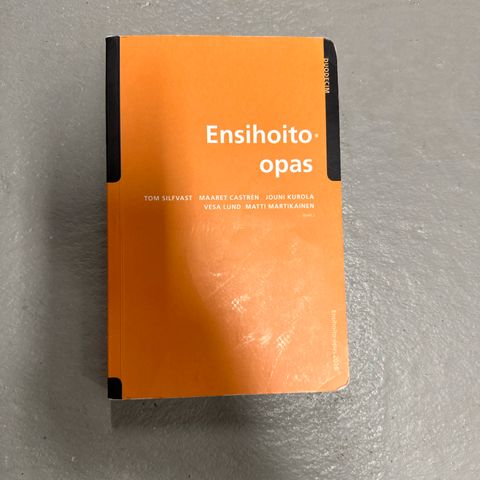 DUODECIM
Ensihoito-
opas
TOM SILFVAST MAARET CASTRÉN JOUNI KUROLA
VESA LUND MATTI MARTIKAINEN